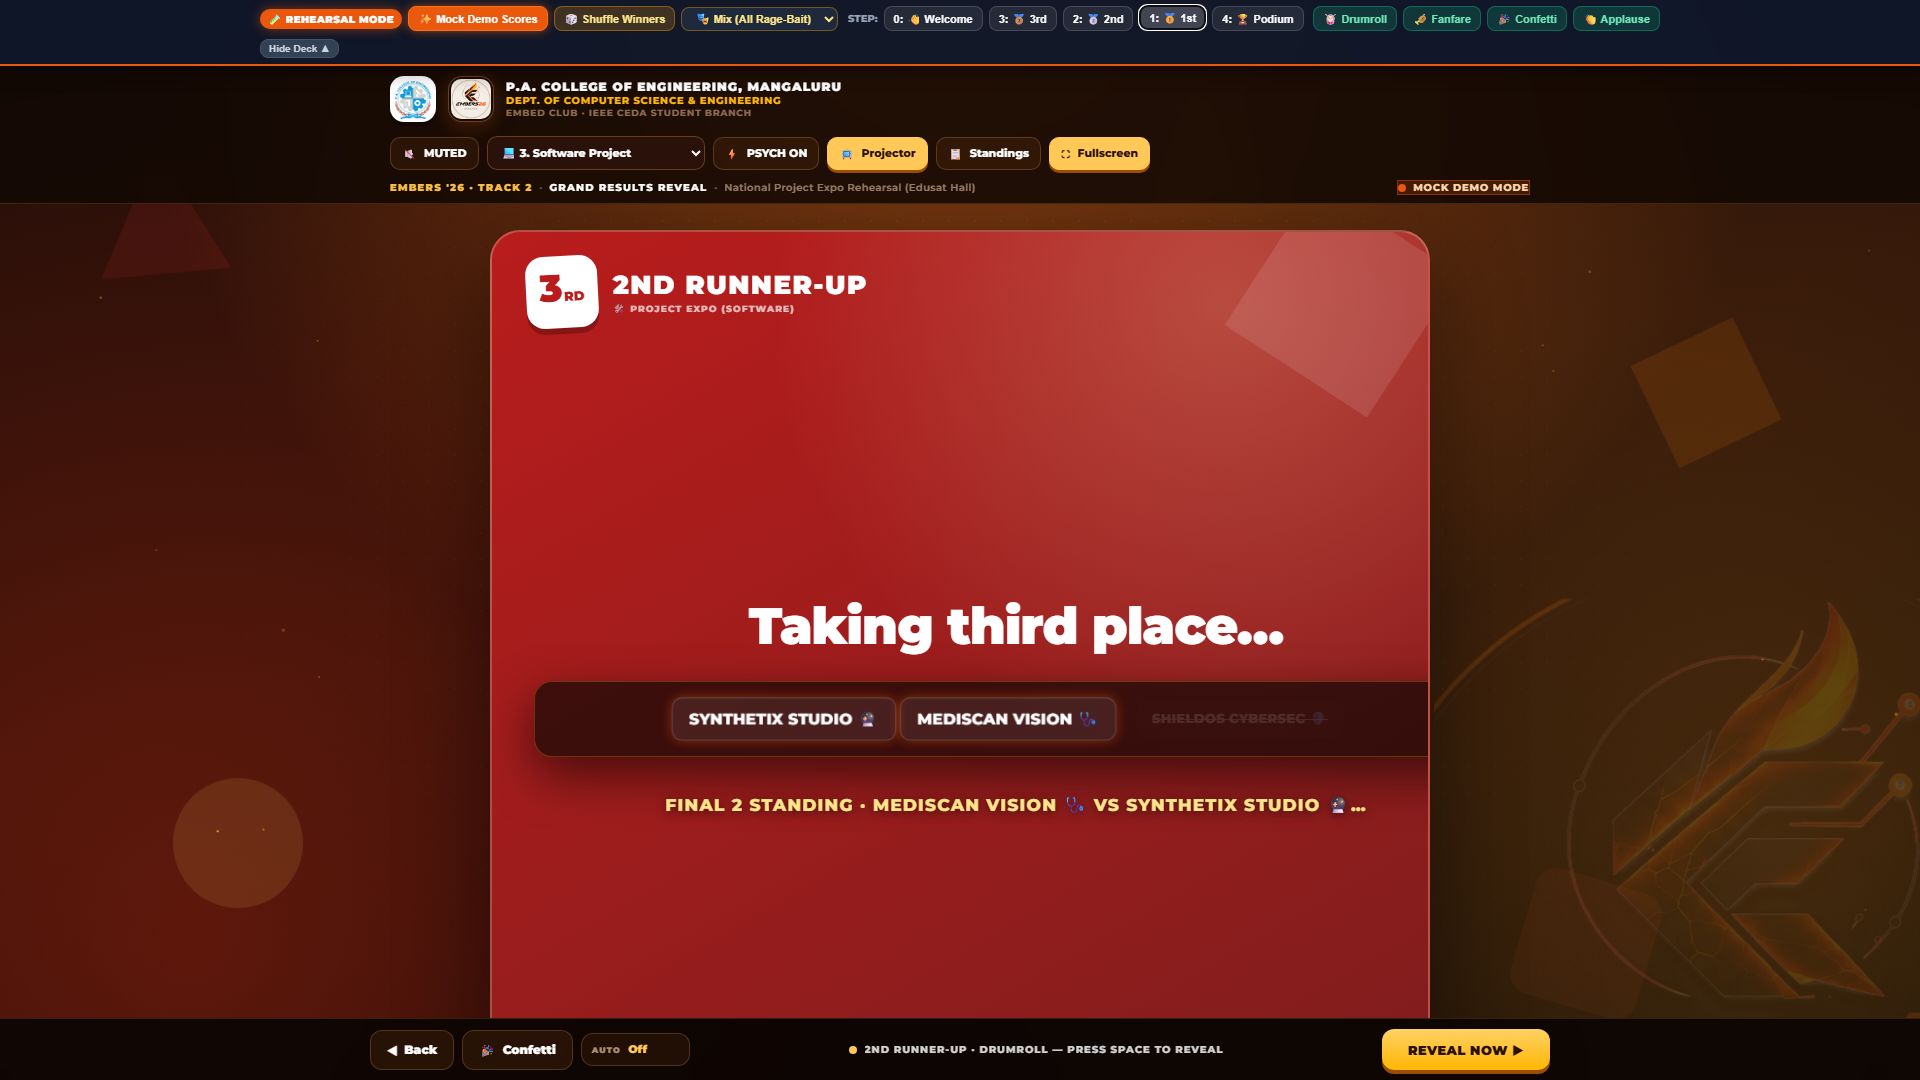 REHEARSAL MODE
Mock Demo Scores
Shuffle Winners
Mix (All Rage-Bait)
STEP:
0: Welcome
3: 3rd
2: 2nd
1: 1st
4: Podium
Drumroll
Fanfare
Confetti
Applause
Hide Deck ▲
P.A. COLLEGE OF ENGINEERING, MANGALURU
DEPT. OF COMPUTER SCIENCE & ENGINEERING
EMBED CLUB · IEEE CEDA STUDENT BRANCH
MUTED
3. Software Project
PSYCH ON
Projector
Standings
Fullscreen
EMBERS '26 • TRACK 2 · GRAND RESULTS REVEAL · National Project Expo Rehearsal (Edusat Hall)
MOCK DEMO MODE
3RD
2ND RUNNER-UP
PROJECT EXPO (SOFTWARE)
Taking third place...
SYNTHETIX STUDIO
MEDISCAN VISION
SHIELDOS CYBERSEC
FINAL 2 STANDING · MEDISCAN VISION VS SYNTHETIX STUDIO ...
◀ Back
Confetti
AUTO Off
2ND RUNNER-UP · DRUMROLL — PRESS SPACE TO REVEAL
REVEAL NOW ▶